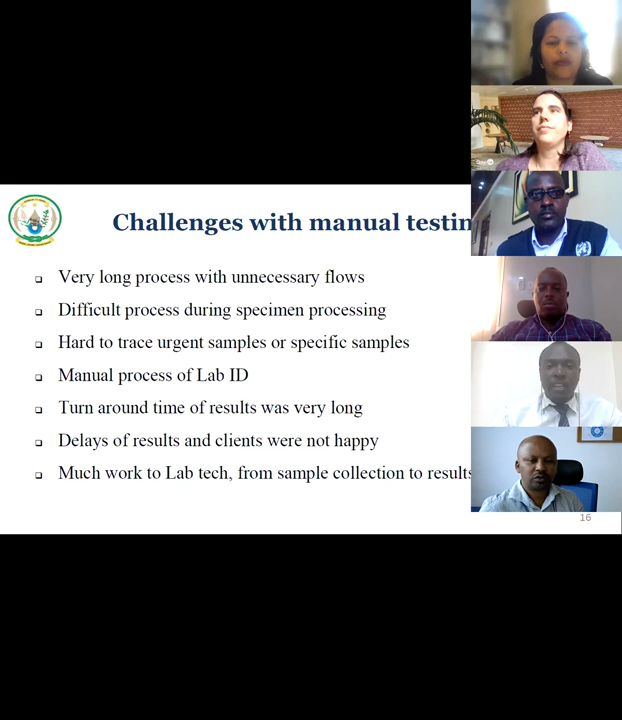 Challenges with manual testin
Very long process with unnecessary flows
Difficult process during specimen processing
Hard to trace urgent samples or specific samples
Manual process of Lab ID
Turn around time of results was very long
Delays of results and clients were not happy
Much work to Lab tech, from sample collection to results
16